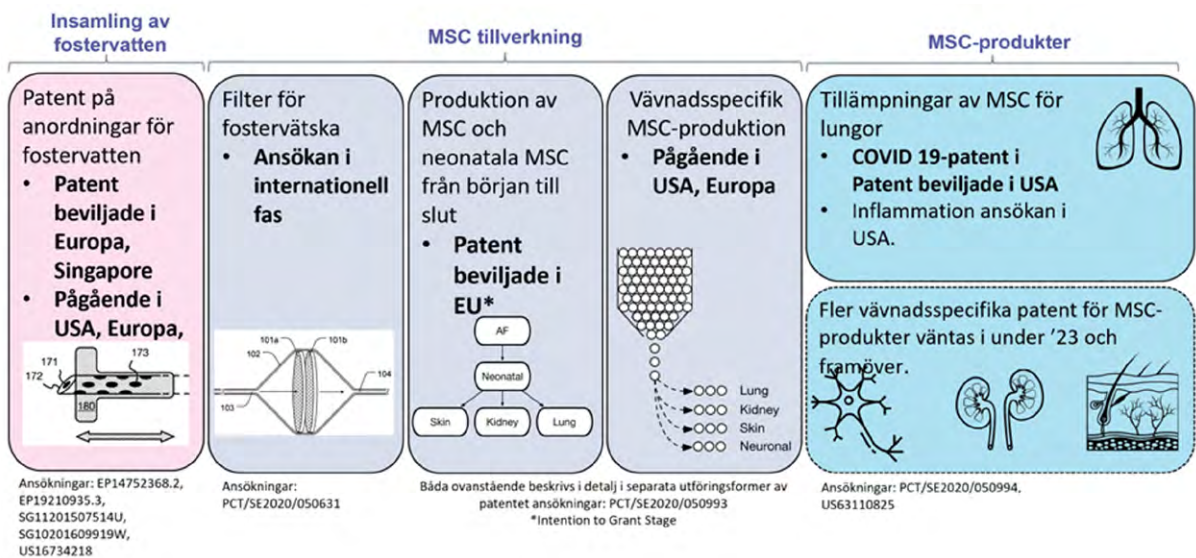 Insamling av
fostervatten
MSC tillverkning
MSC-produkter
Patent på
anordningar för
fostervatten
• Patent
beviljade i
Europa,
Singapore
• Pågående i
USA, Europa,
171
172
173
180
Ansökningar: EP14752368.2,
EP19210935.3,
SG11201507514U,
SG10201609919W,
US16734218
Filter för
fostervätska
• Ansökan i
internationell
fas
101a
101b
102
104
103
Ansökningar:
PCT/SE2020/050631
Produktion av
MSC och
neonatala MSC
från början till
slut
• Patent
beviljade i
EU*
AF
Neonatal
Skin
Kidney
Lung
Vävnadsspecifik
MSC-produktion
• Pågående i
USA, Europa
Lung
Kidney
Skin
Neuronal
Båda ovanstående beskrivs i detalj i separata utföringsformer av
patentet ansökningar: PCT/SE2020/050993
*Intention to Grant Stage
Tillämpningar av MSC för
lungor
• COVID 19-patent i
Patent beviljade i USA
• Inflammation ansökan i
USA.
Fler vävnadsspecifika patent för MSC-
produkter väntas i under ’23 och
framöver.
Ansökningar: PCT/SE2020/050994,
US63110825